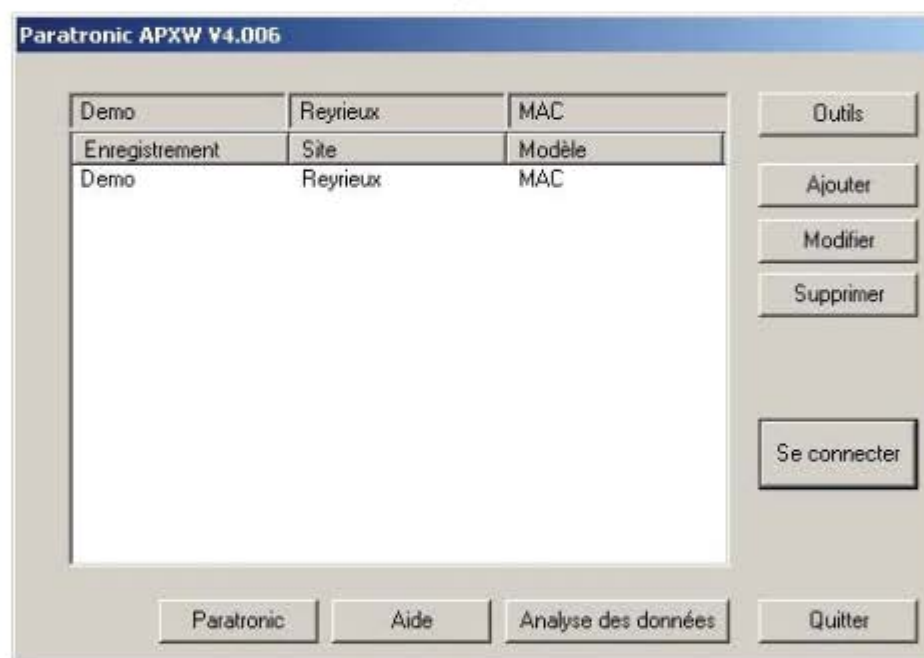 Paratronic APXW V4.006
Demo Reyrieux MAC
Outils
Enregistrement Site Modèle
Demo Reyrieux MAC
Ajouter
Modifier
Supprimer
Se connecter
Paratronic Aide Analyse des données Quitter